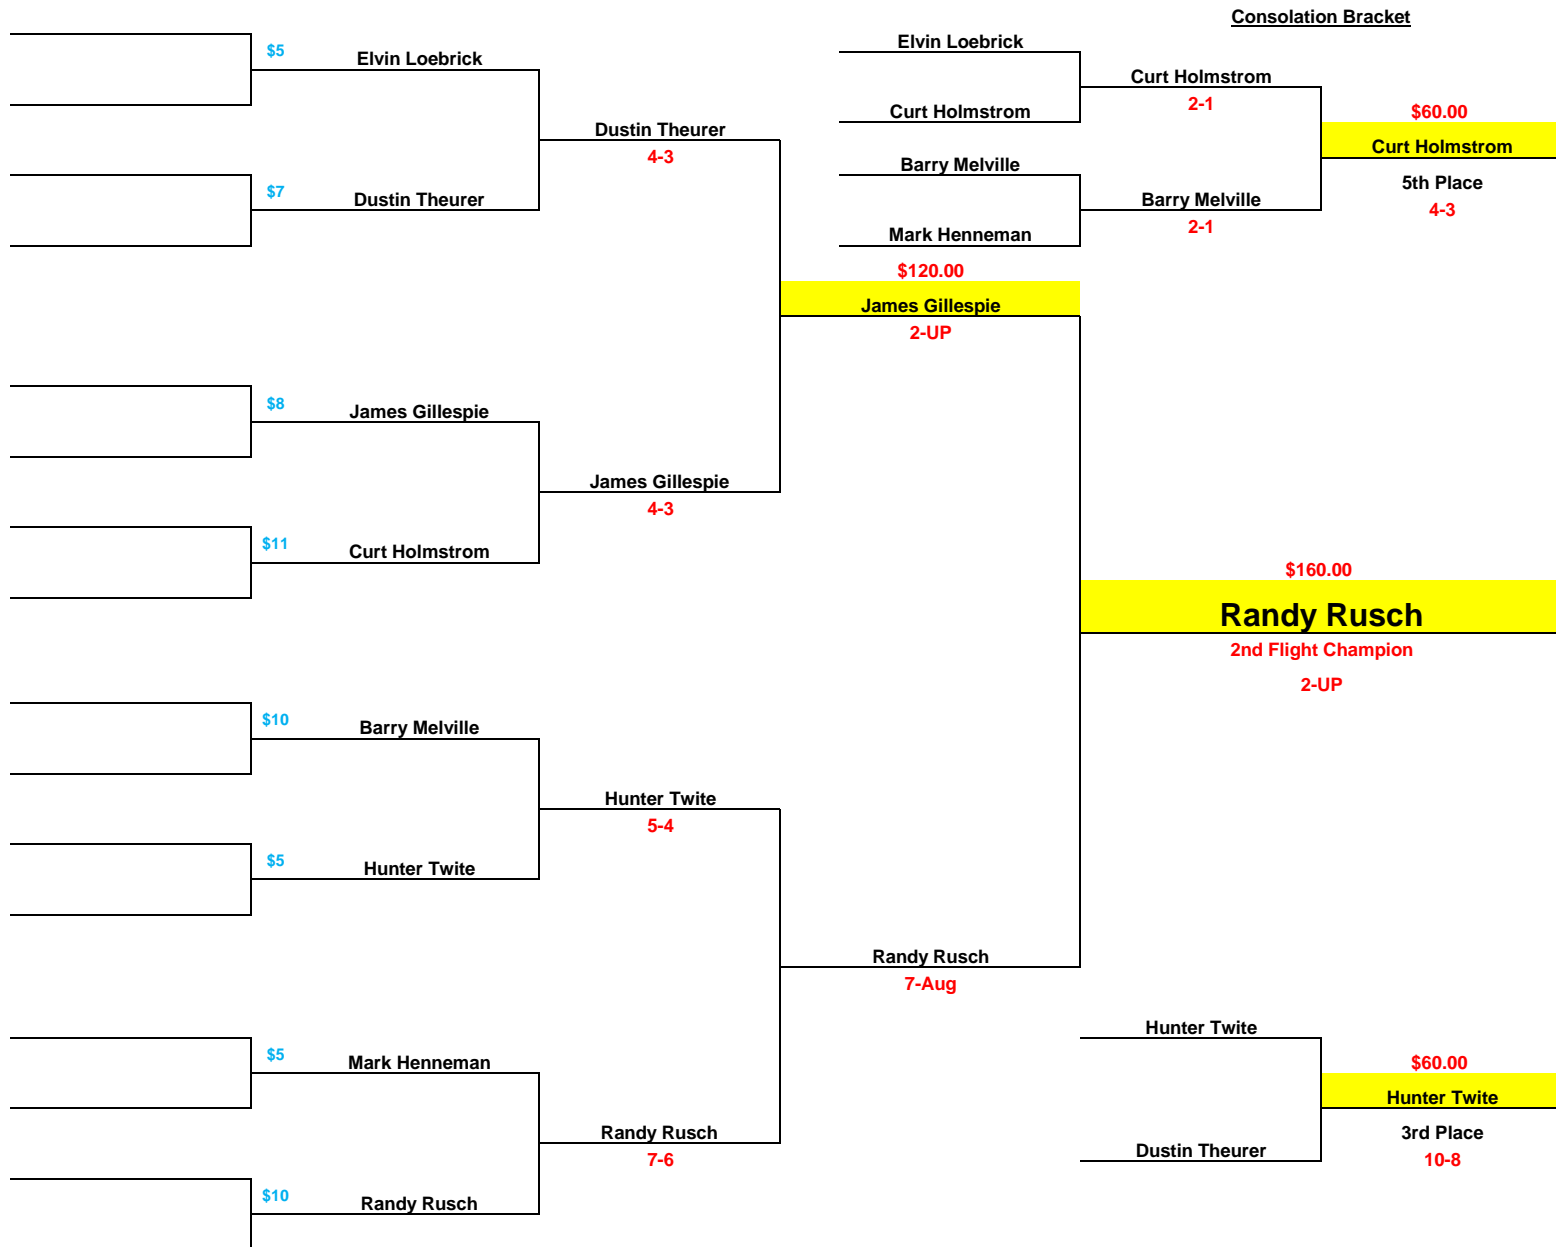 Consolation Bracket
$5
Elvin Loebrick
Dustin Theurer
4-3
$7
Dustin Theurer
$8
James Gillespie
James Gillespie
4-3
$11
Curt Holmstrom
$10
Barry Melville
Hunter Twite
5-4
$5
Hunter Twite
$5
Mark Henneman
Randy Rusch
7-6
$10
Randy Rusch
Elvin Loebrick
Curt Holmstrom
2-1
Curt Holmstrom
Barry Melville
Barry Melville
2-1
Mark Henneman
$60.00
Curt Holmstrom
5th Place
4-3
$120.00
James Gillespie
2-UP
Randy Rusch
7-Aug
$160.00
Randy Rusch
2nd Flight Champion
2-UP
Hunter Twite
Dustin Theurer
$60.00
Hunter Twite
3rd Place
10-8